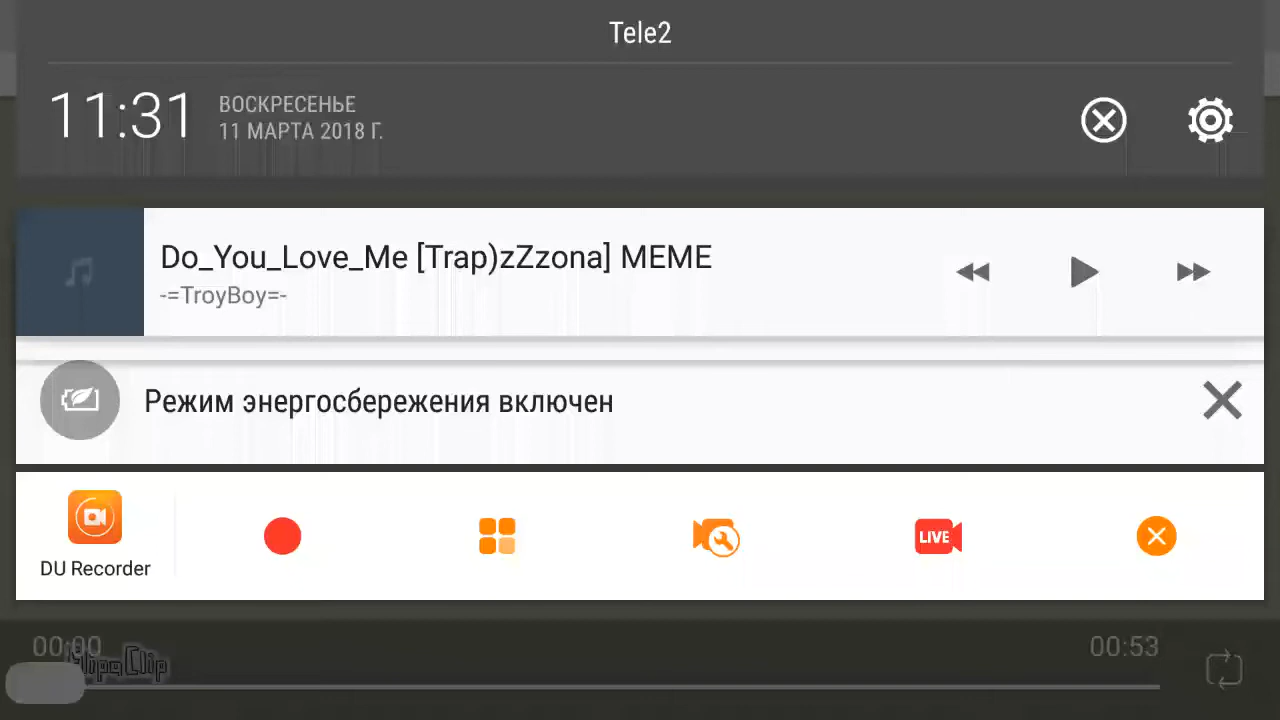 Tele2
11:31
ВОСКРЕСЕНЬЕ
11 МАРТА 2018 Г.
Do_You_Love_Me [Trap)zZzona] MEME
-=TroyBoy=-
Режим энергосбережения включен
DU Recorder
LIVE
00:00
00:53
FlipaClip